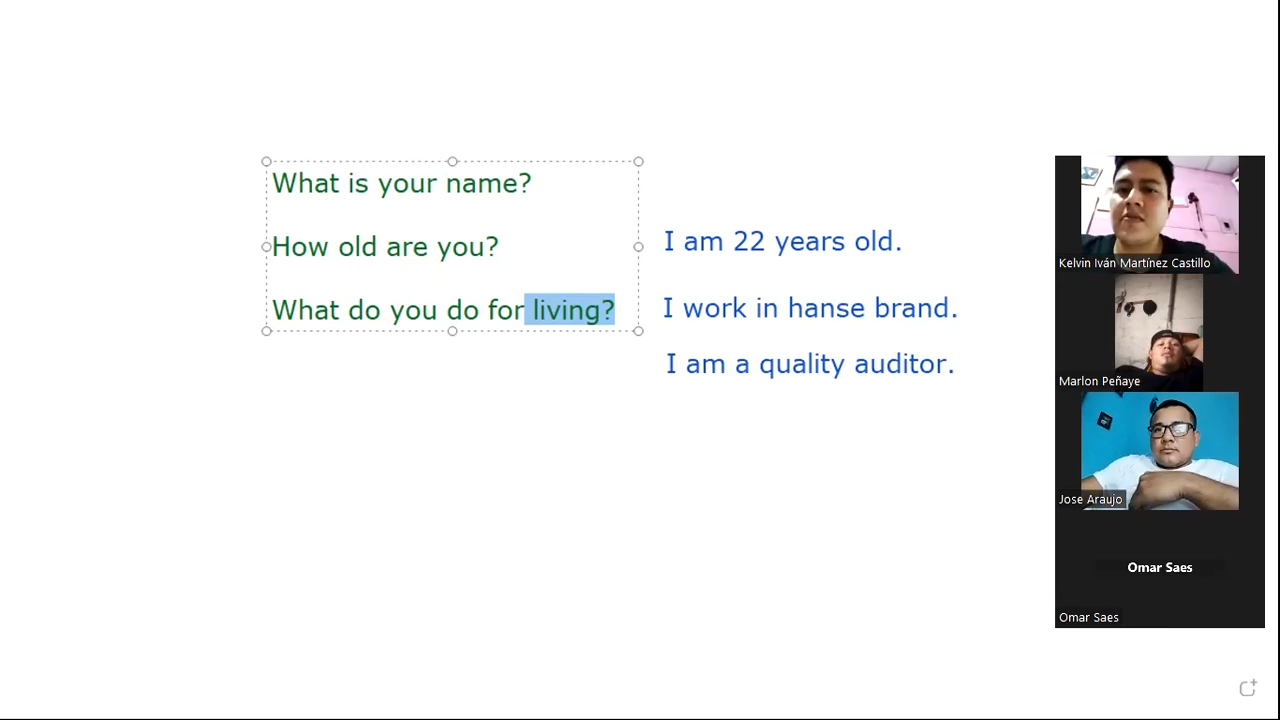 What is your name?
How old are you?
I am 22 years old.
What do you do for living?
I work in hanse brand.
I am a quality auditor.
Kelvin Iván Martínez Castillo
Marlon Peñaye
Jose Araujo
Omar Saes
Omar Saes